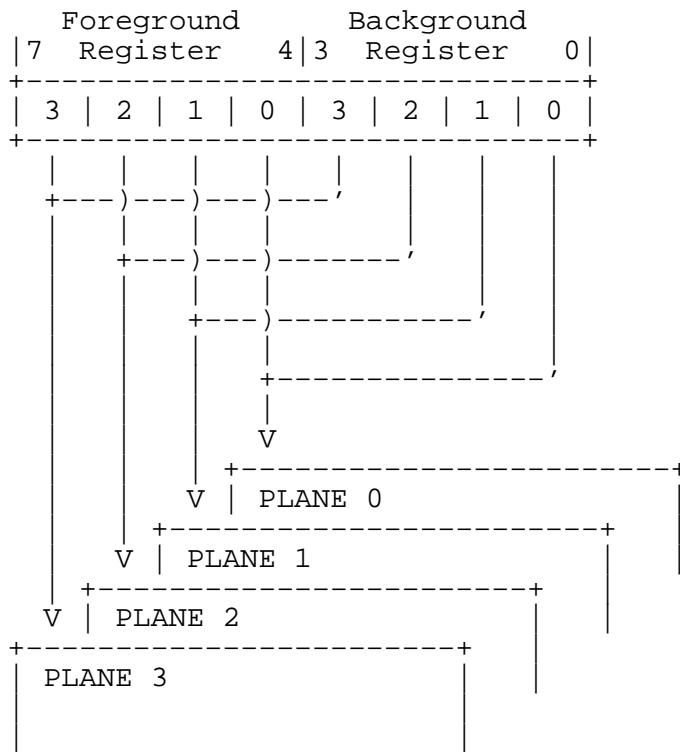 Foreground Background
|7 Register 4|3 Register 0|
| 3 | 2 | 1 | 0 | 3 | 2 | 1 | 0 |
V
V | PLANE 0
V | PLANE 1
V | PLANE 2
PLANE 3